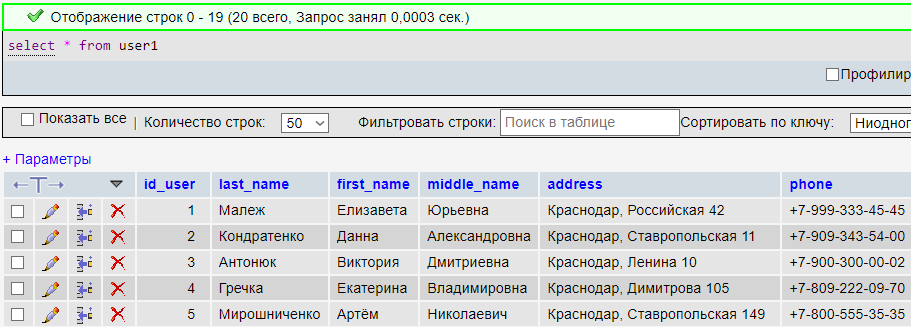 Отображение строк 0 - 19 (20 всего, Запрос занял 0,0003 сек.)
select * from user1
Профилир
Показать все | Количество строк: 50 Фильтровать строки: Поиск в таблице Сортировать по ключу: Ниодног
+ Параметры
id_user last_name first_name middle_name address phone
1 Малеж Елизавета Юрьевна Краснодар, Российская 42 +7-999-333-45-45
2 Кондратенко Данна Александровна Краснодар, Ставропольская 11 +7-909-343-54-00
3 Антонюк Виктория Дмитриевна Краснодар, Ленина 10 +7-900-300-00-02
4 Гречка Екатерина Владимировна Краснодар, Димитрова 105 +7-809-222-09-70
5 Мирошниченко Артём Николаевич Краснодар, Ставропольская 149 +7-800-555-35-35